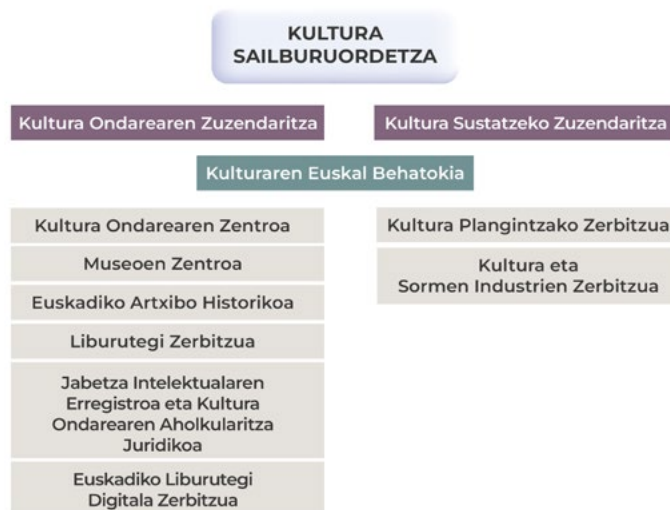 KULTURA
SAILBURUORDETZA
Kultura Ondarearen Zuzendaritza
Kultura Sustatzeko Zuzendaritza
Kulturaren Euskal Behatokia
Kultura Ondarearen Zentroa
Museoen Zentroa
Euskadiko Artxibo Historikoa
Liburutegi Zerbitzua
Jabetza Intelektualaren
Erregistroa eta Kultura
Ondarearen Aholkularitza
Juridikoa
Euskadiko Liburutegi
Digitala Zerbitzua
Kultura Plangintzako Zerbitzua
Kultura eta
Sormen Industrien Zerbitzua